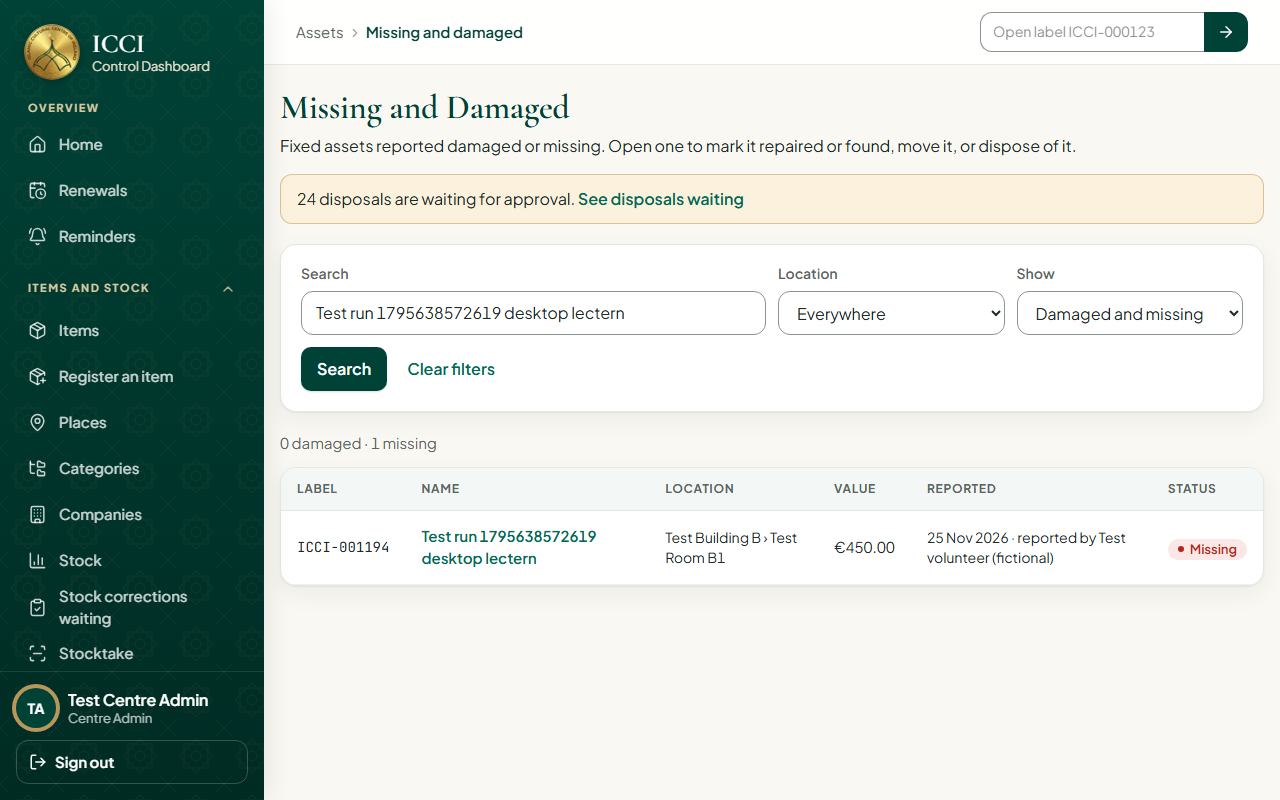 ICCI
Control Dashboard
OVERVIEW
Home
Renewals
Reminders
ITEMS AND STOCK
Items
Register an item
Places
Categories
Companies
Stock
Stock corrections
waiting
Stocktake
TA
Test Centre Admin
Centre Admin
Sign out
Assets › Missing and damaged
Open label ICCI-000123
Missing and Damaged
Fixed assets reported damaged or missing. Open one to mark it repaired or found, move it, or dispose of it.
24 disposals are waiting for approval. See disposals waiting
Search Location Show
Test run 1795638572619 desktop lectern Everywhere Damaged and missing
Search Clear filters
0 damaged · 1 missing
LABEL NAME LOCATION VALUE REPORTED STATUS
ICCI-001194 Test run 1795638572619 desktop lectern Test Building B › Test Room B1 €450.00 25 Nov 2026 · reported by Test volunteer (fictional) Missing